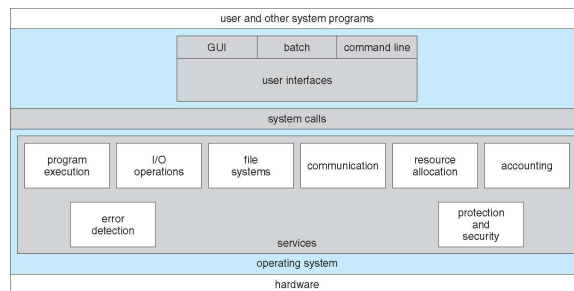 user and other system programs
GUI batch command line
user interfaces
system calls
program execution
I/O operations
file systems
communication
resource allocation
accounting
error detection
protection and security
services
operating system
hardware